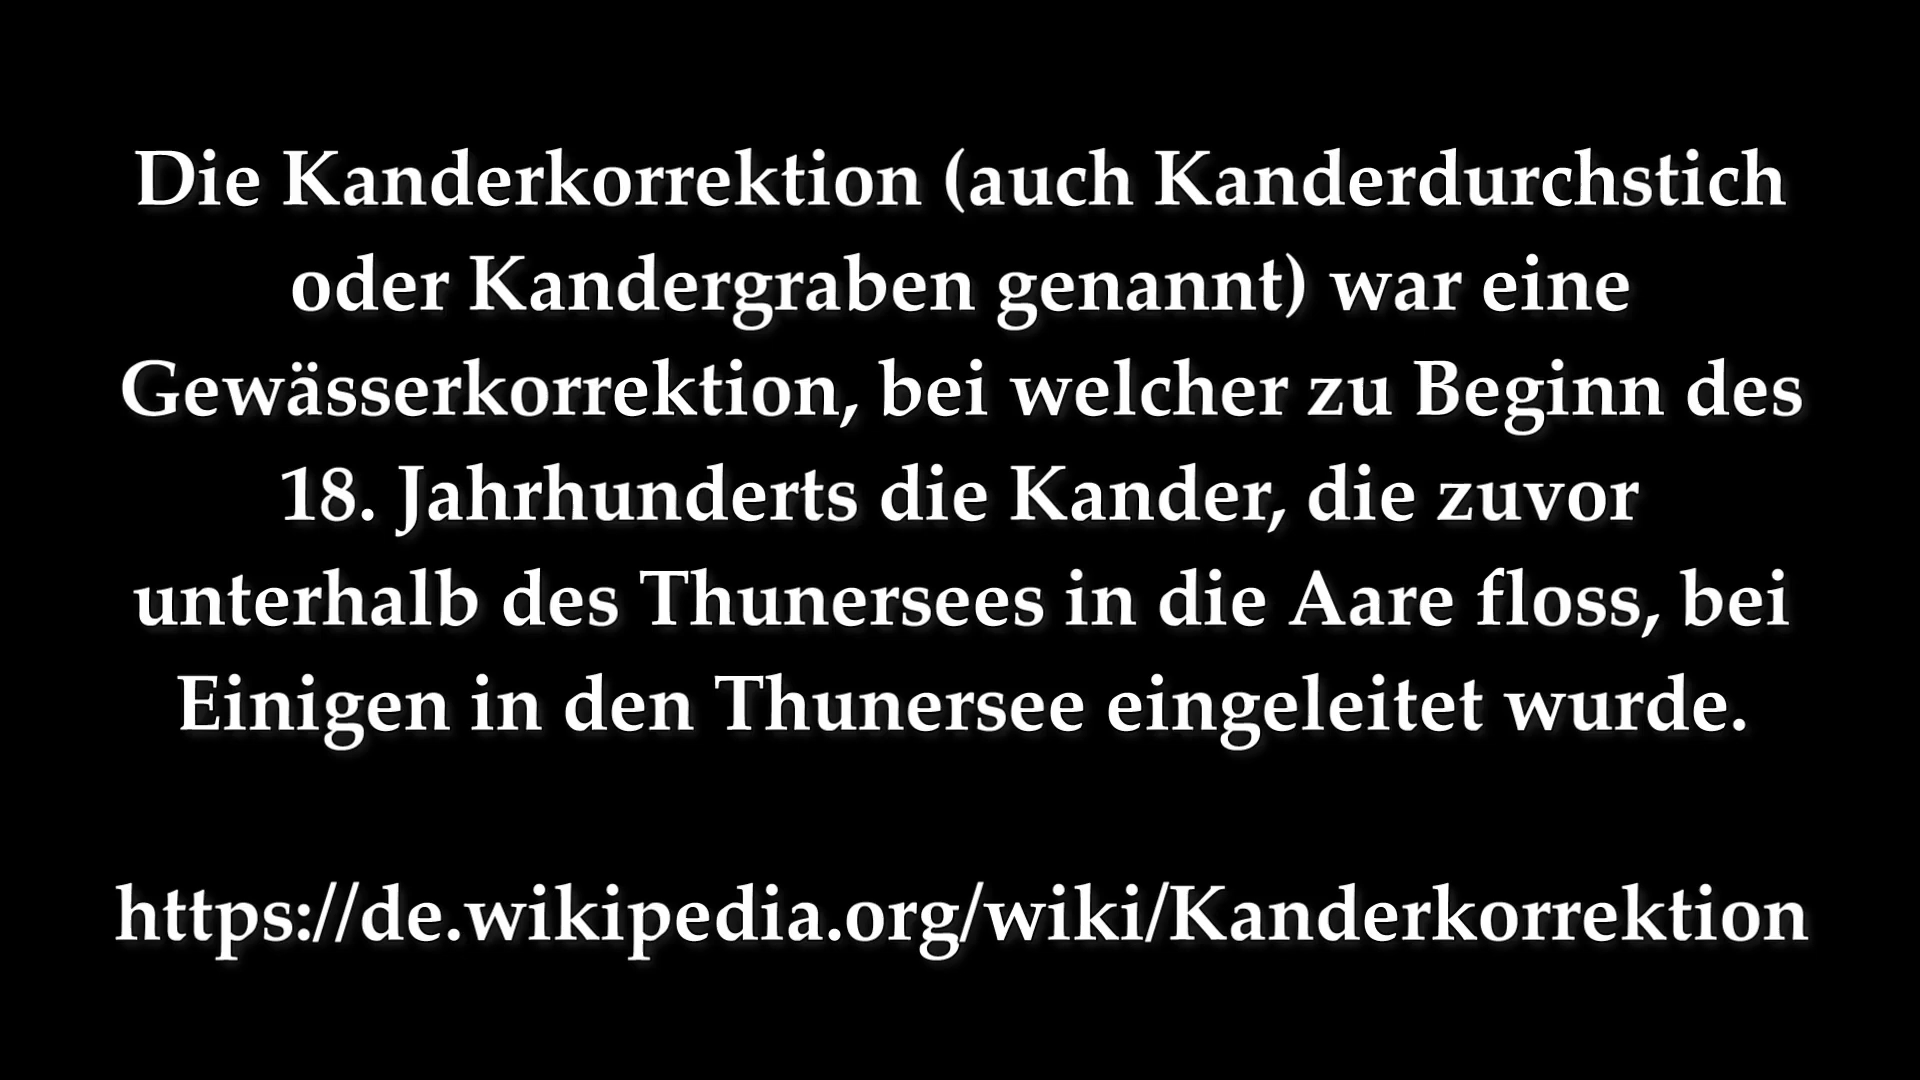 Die Kanderkorrektion (auch Kanderdurchstich
oder Kandergraben genannt) war eine
Gewässerkorrektion, bei welcher zu Beginn des
18. Jahrhunderts die Kander, die zuvor
unterhalb des Thunersees in die Aare floss, bei
Einigen in den Thunersee eingeleitet wurde.
https://de.wikipedia.org/wiki/Kanderkorrektion